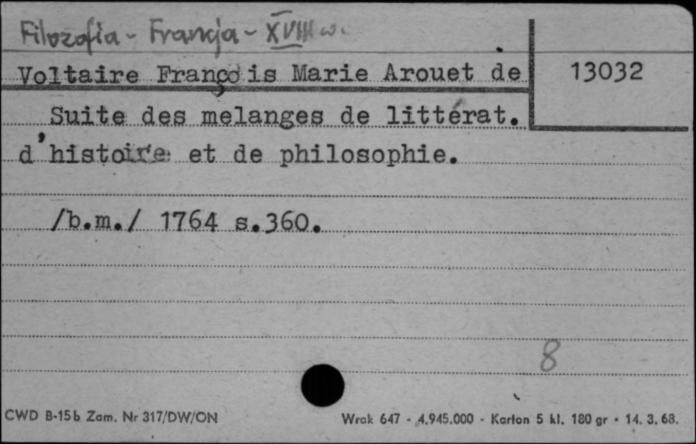 Filozofia - Francja - XVIII w.
Voltaire François Marie Arouet de
13032
Suite des melanges de littérat.
d'histoire et de philosophie.
/b.m./ 1764 s.360.
8
CWD B-15b Zam. Nr 317/DW/ON
Wrak 647 - 4.945.000 - Karton 5 kl. 180 gr • 14. 3. 68.